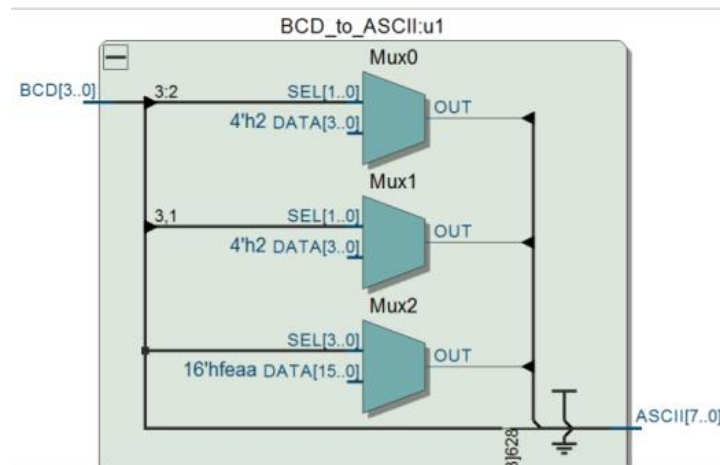 BCD_to_ASCII:u1
Mux0
BCD[3..0]
3:2
SEL[1..0]
OUT
4'h2 DATA[3..0]
Mux1
3,1
SEL[1..0]
OUT
4'h2 DATA[3..0]
Mux2
SEL[3..0]
OUT
16'hfeaa DATA[15..0]
ASCII[7..0]